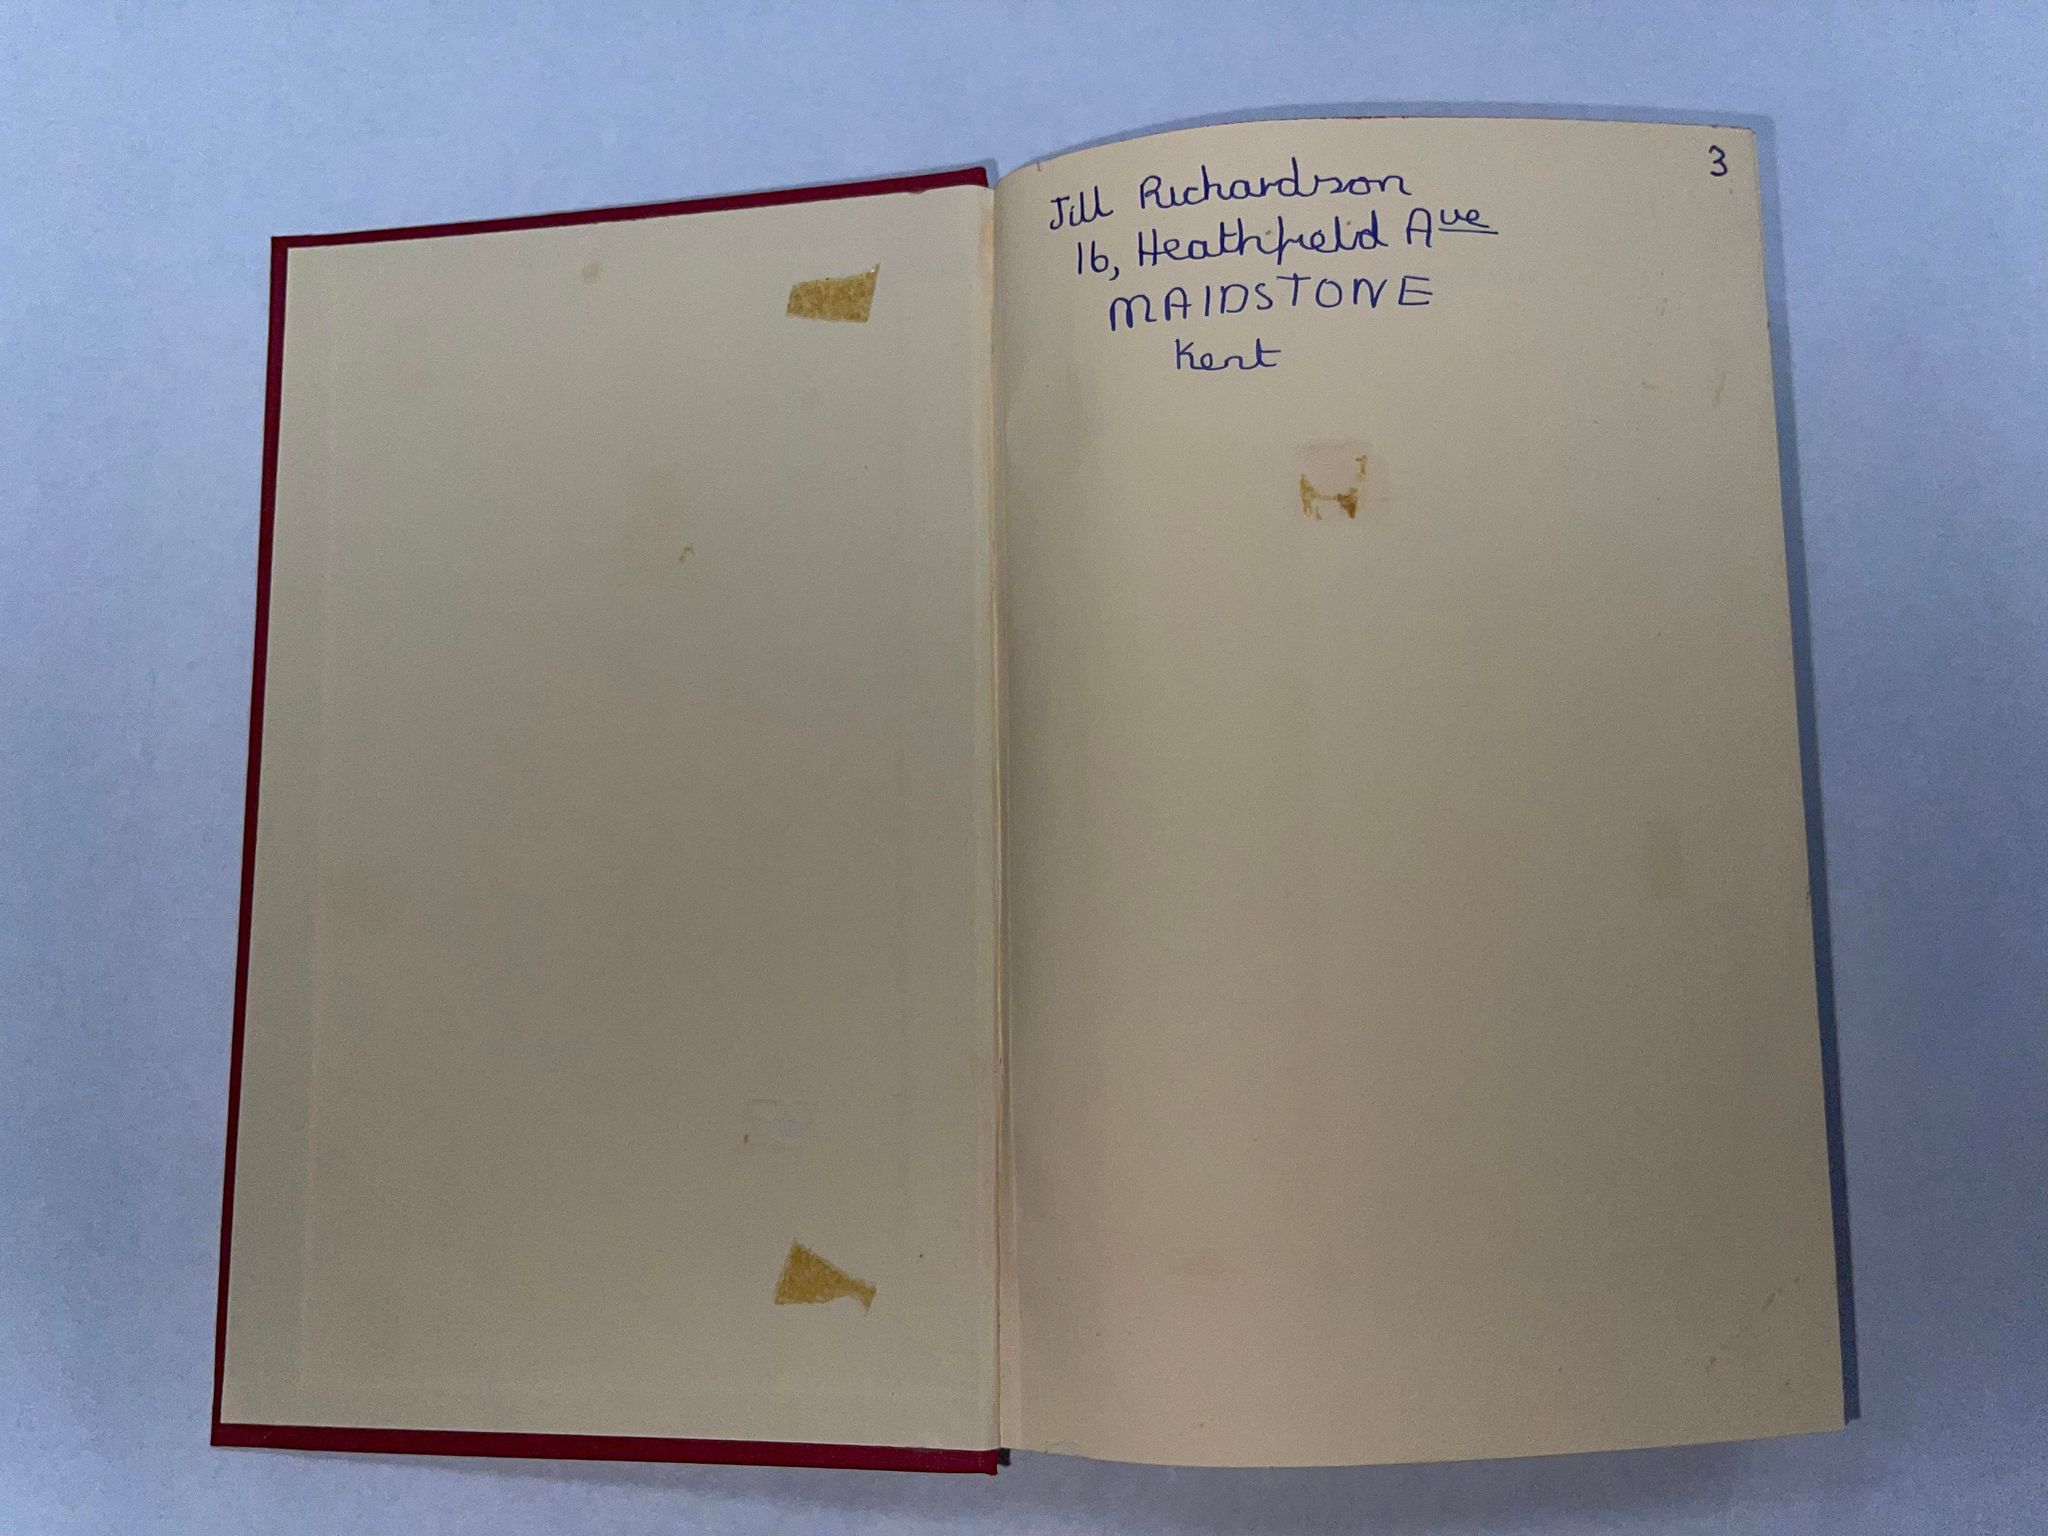 3
Jill Richardson
16, Heathfield Ave
MAIDSTONE
Kent